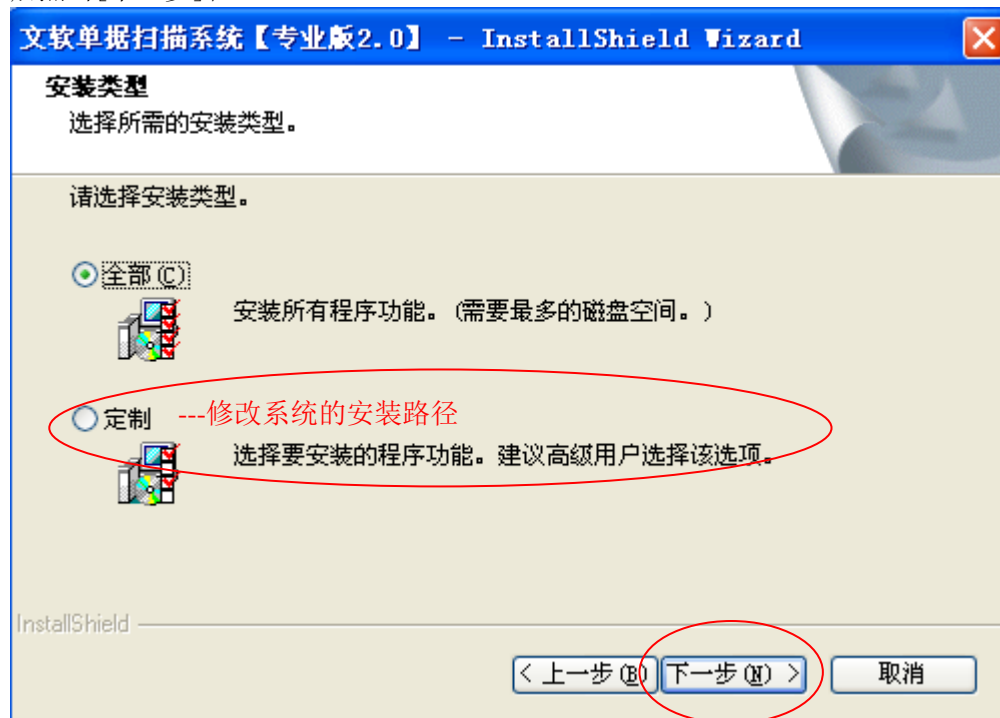 文软单据扫描系统【专业版2.0】 - InstallShield Wizard
安装类型
选择所需的安装类型。
请选择安装类型。
全部(C)
安装所有程序功能。(需要最多的磁盘空间。)
定制 ---修改系统的安装路径
选择要安装的程序功能。建议高级用户选择该选项。
InstallShield
< 上一步(B) 下一步(N) > 取消